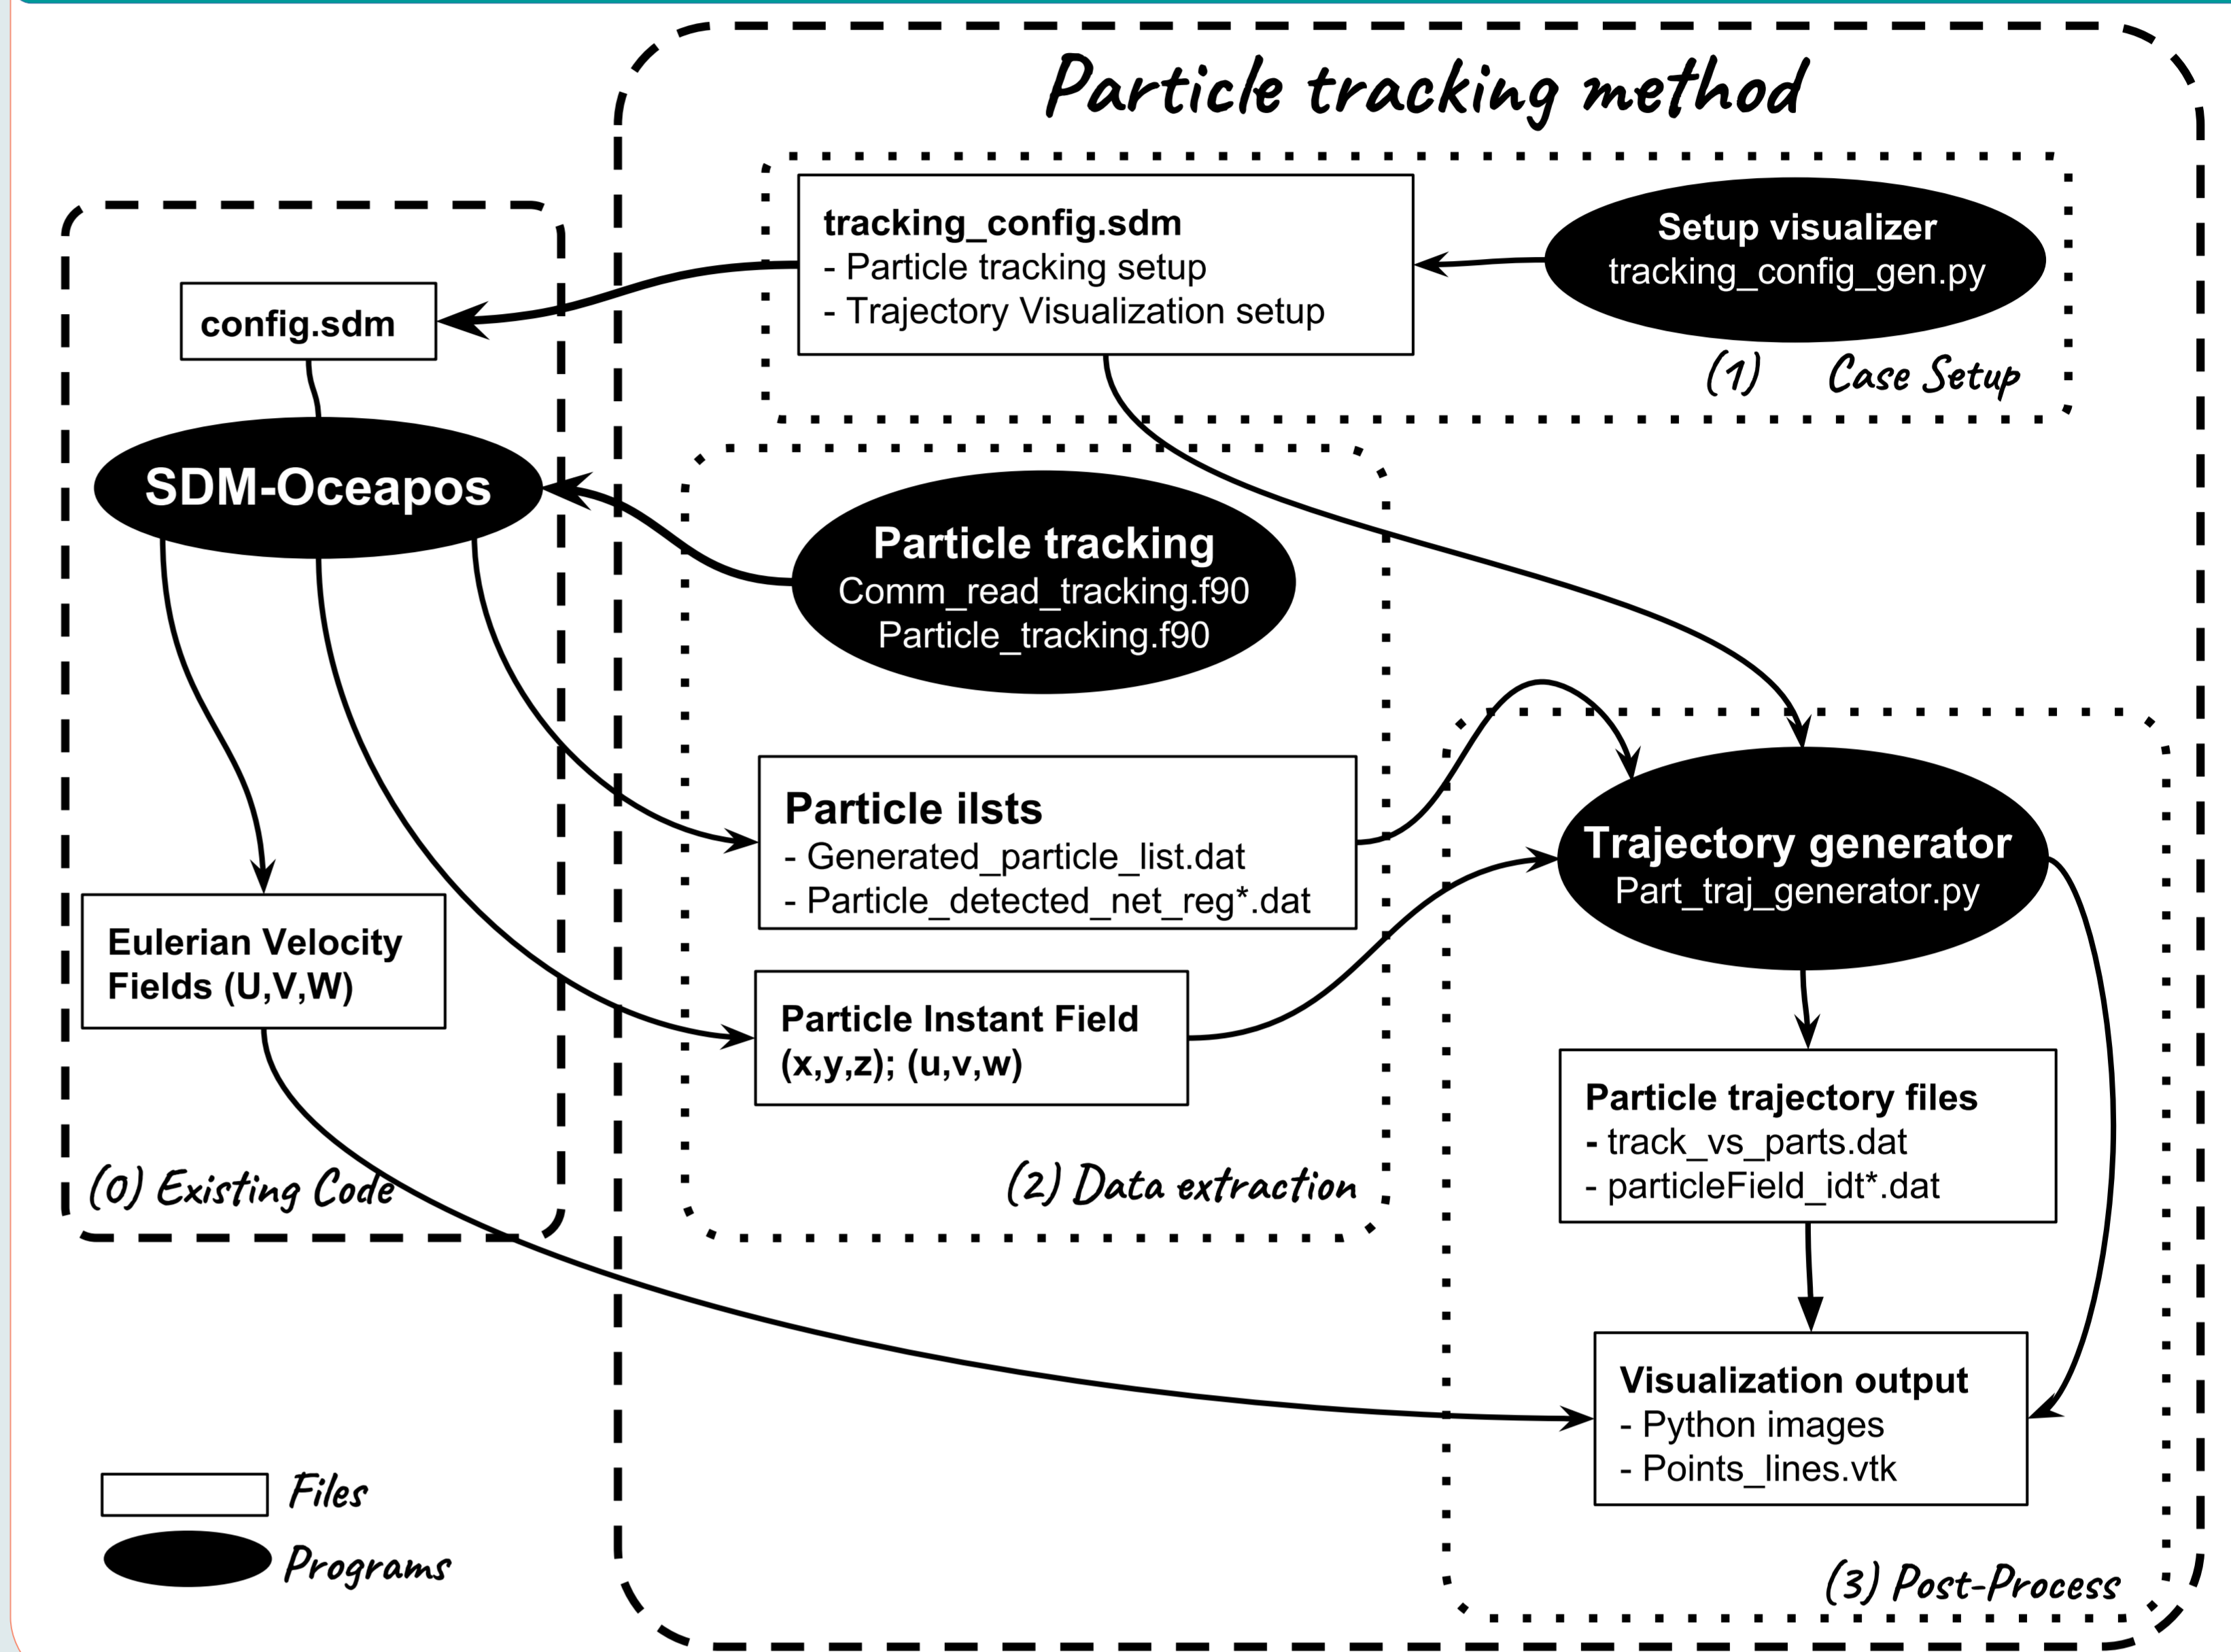 Particle tracking method
tracking_config.sdm
- Particle tracking setup
- Trajectory Visualization setup
Setup visualizer
tracking_config_gen.py
(1) Case Setup
config.sdm
SDM-Oceapos
Eulerian Velocity
Fields (U,V,W)
(0) Existing Code
Particle tracking
Comm_read_tracking.f90
Particle_tracking.f90
Particle ilsts
- Generated_particle_list.dat
- Particle_detected_net_reg*.dat
Particle Instant Field
(x,y,z); (u,v,w)
(2) Data extraction
Trajectory generator
Part_traj_generator.py
Particle trajectory files
- track_vs_parts.dat
- particleField_idt*.dat
Visualization output
- Python images
- Points_lines.vtk
(3) Post-Process
Files
Programs